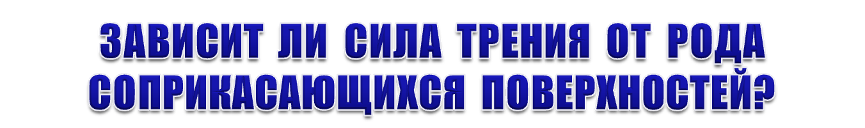 ЗАВИСИТ ЛИ СИЛА ТРЕНИЯ ОТ РОДА
СОПРИКАСАЮЩИХСЯ ПОВЕРХНОСТЕЙ?